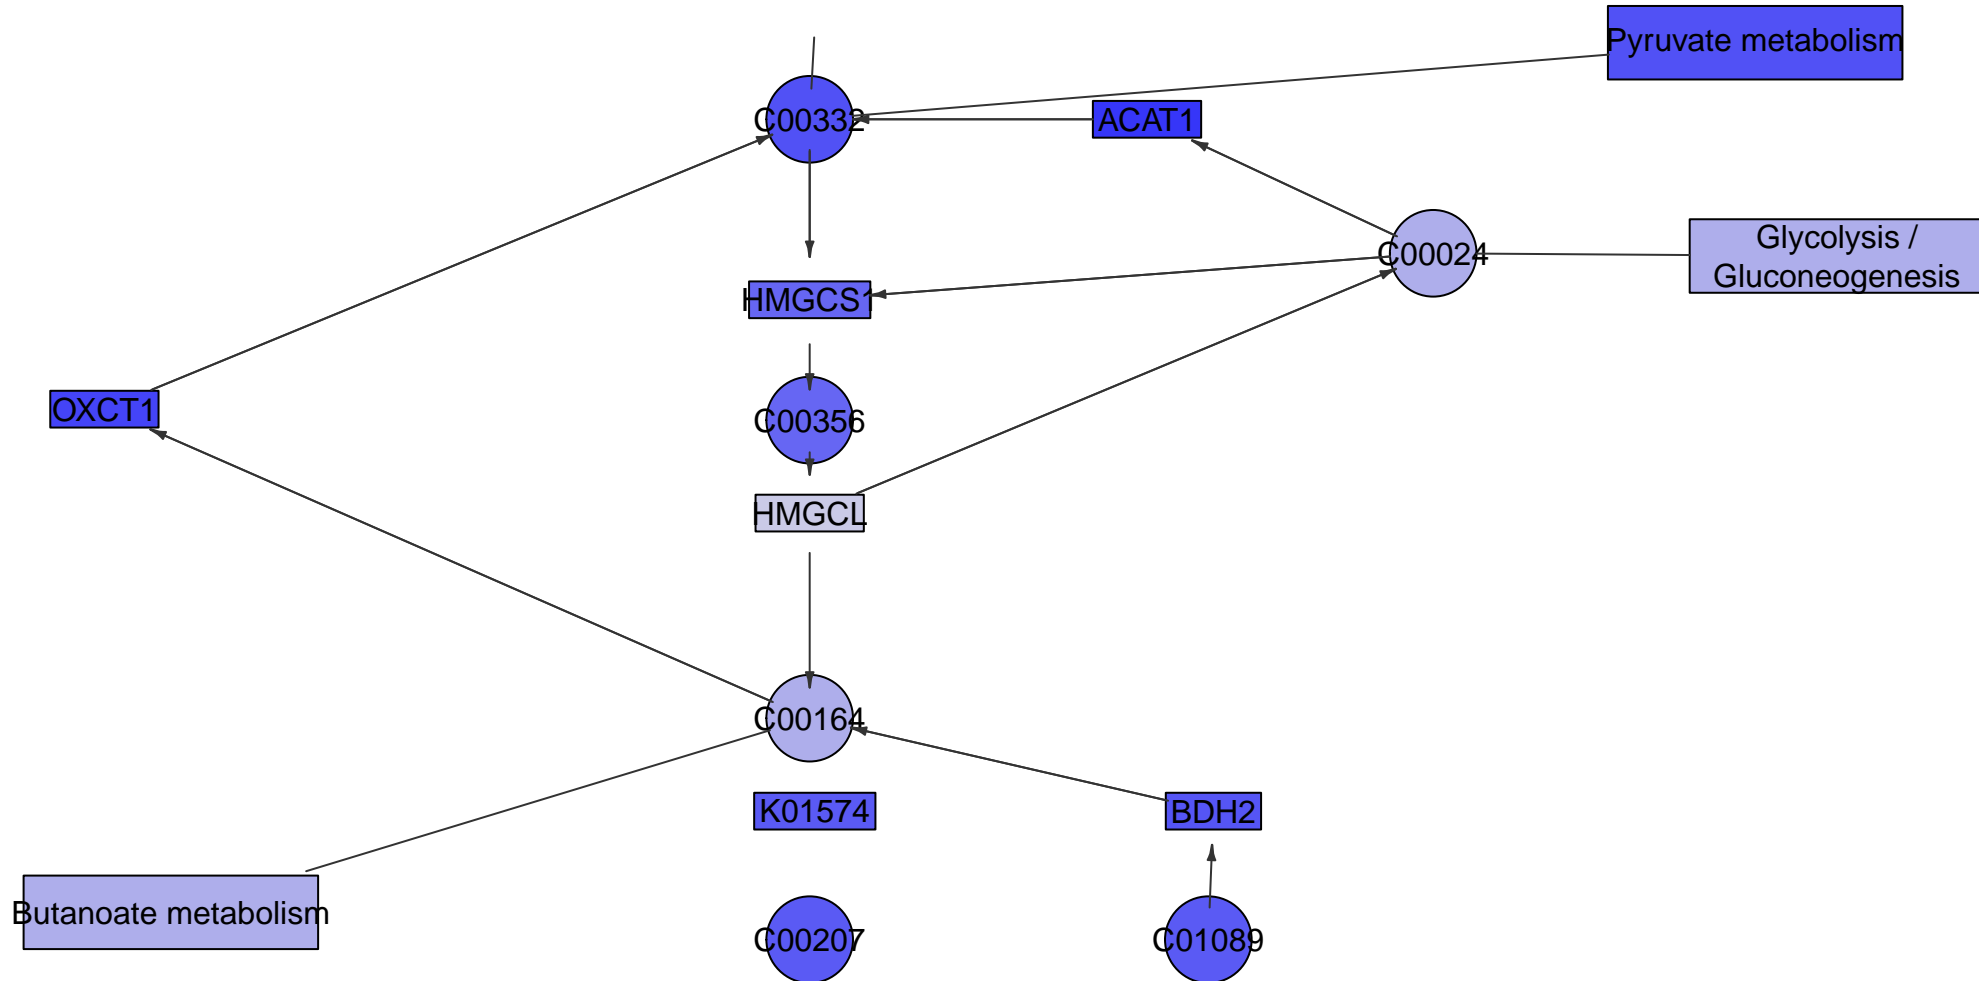 Pyruvate metabolism
C00332
ACAT1
Glycolysis /
Gluconeogenesis
C00024
HMGCS1
OXCT1
C00356
HMGCL
C00164
K01574
BDH2
Butanoate metabolism
C00207
C01089